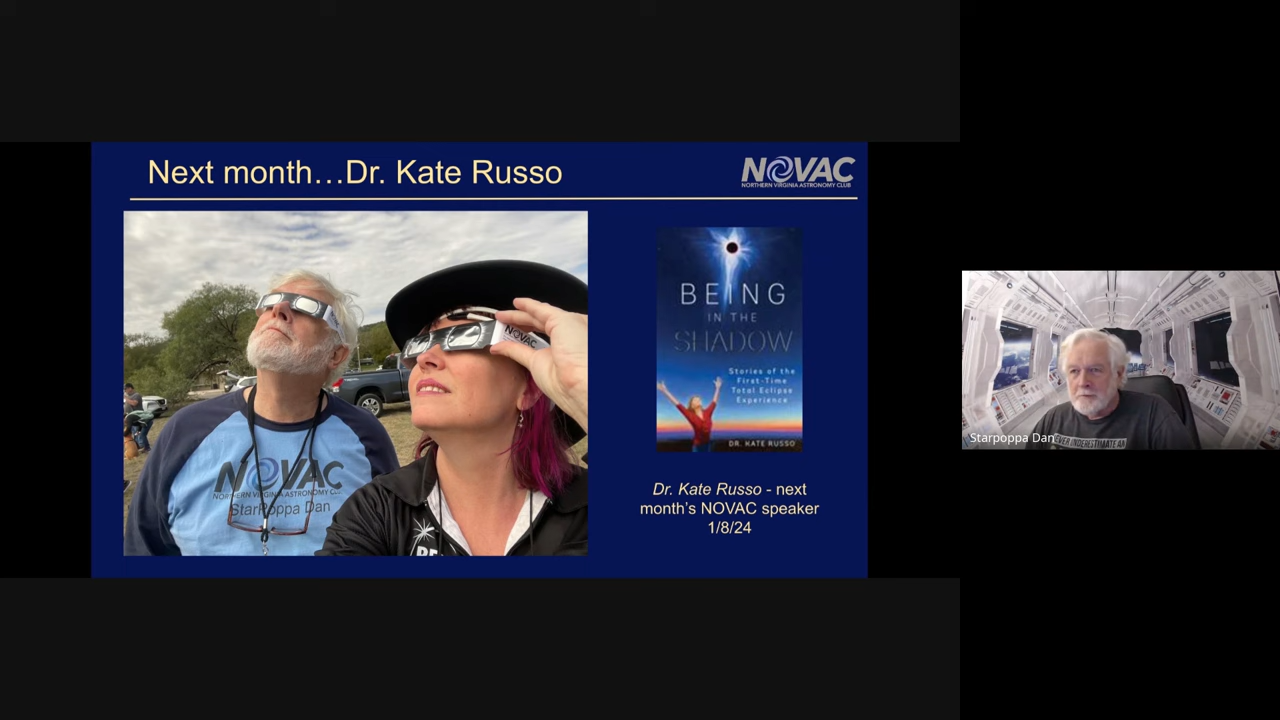 Next month…Dr. Kate Russo
NOVAC
NORTHERN VIRGINIA ASTRONOMY CLUB
NOVAC
NOVAC
NORTHERN VIRGINIA ASTRONOMY CLUB
StarPoppa Dan
BEING
IN THE
SHADOW
Stories of the
First-Time
Total Eclipse
Experience
DR. KATE RUSSO
Dr. Kate Russo - next
month's NOVAC speaker
1/8/24
Starpoppa Dan
UNDERESTIMATE AN